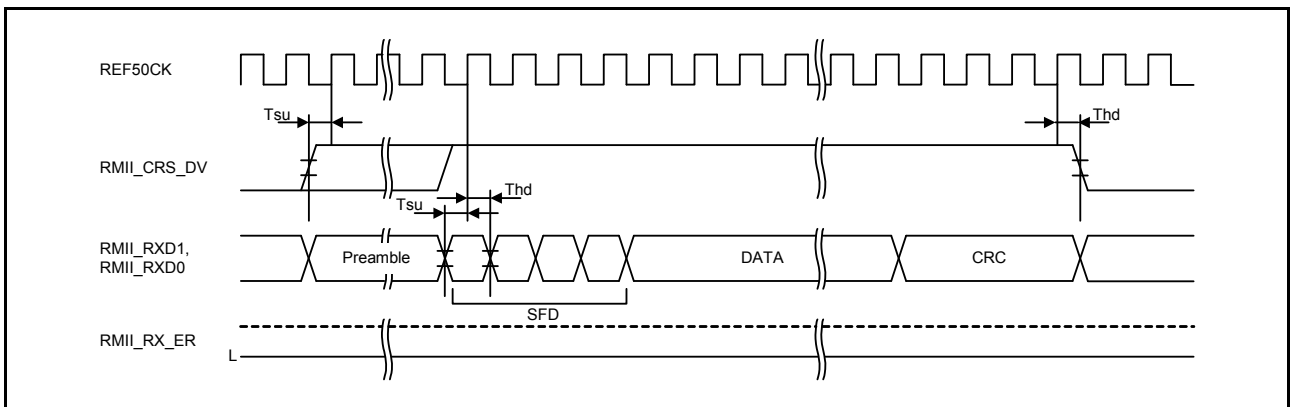 REF50CK
Tsu
Thd
RMII_CRS_DV
Tsu
Thd
RMII_RXD1,
RMII_RXD0
Preamble
DATA
CRC
SFD
RMII_RX_ER
L